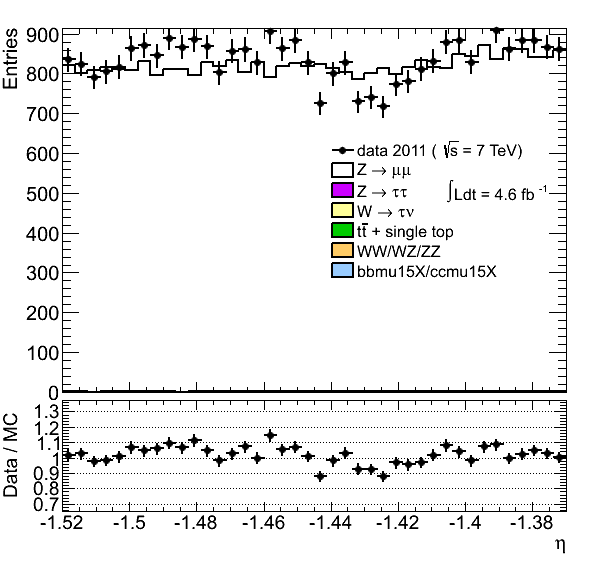 Entries
900
800
700
600
500
400
300
200
100
0
data 2011 ( √s = 7 TeV)
Z → μμ
Z → ττ
∫Ldt = 4.6 fb⁻¹
W → τν
tt̅ + single top
WW/WZ/ZZ
bbmu15X/ccmu15X
Data / MC
1.3
1.2
1.1
1
0.9
0.8
0.7
-1.52 -1.5 -1.48 -1.46 -1.44 -1.42 -1.4 -1.38
η